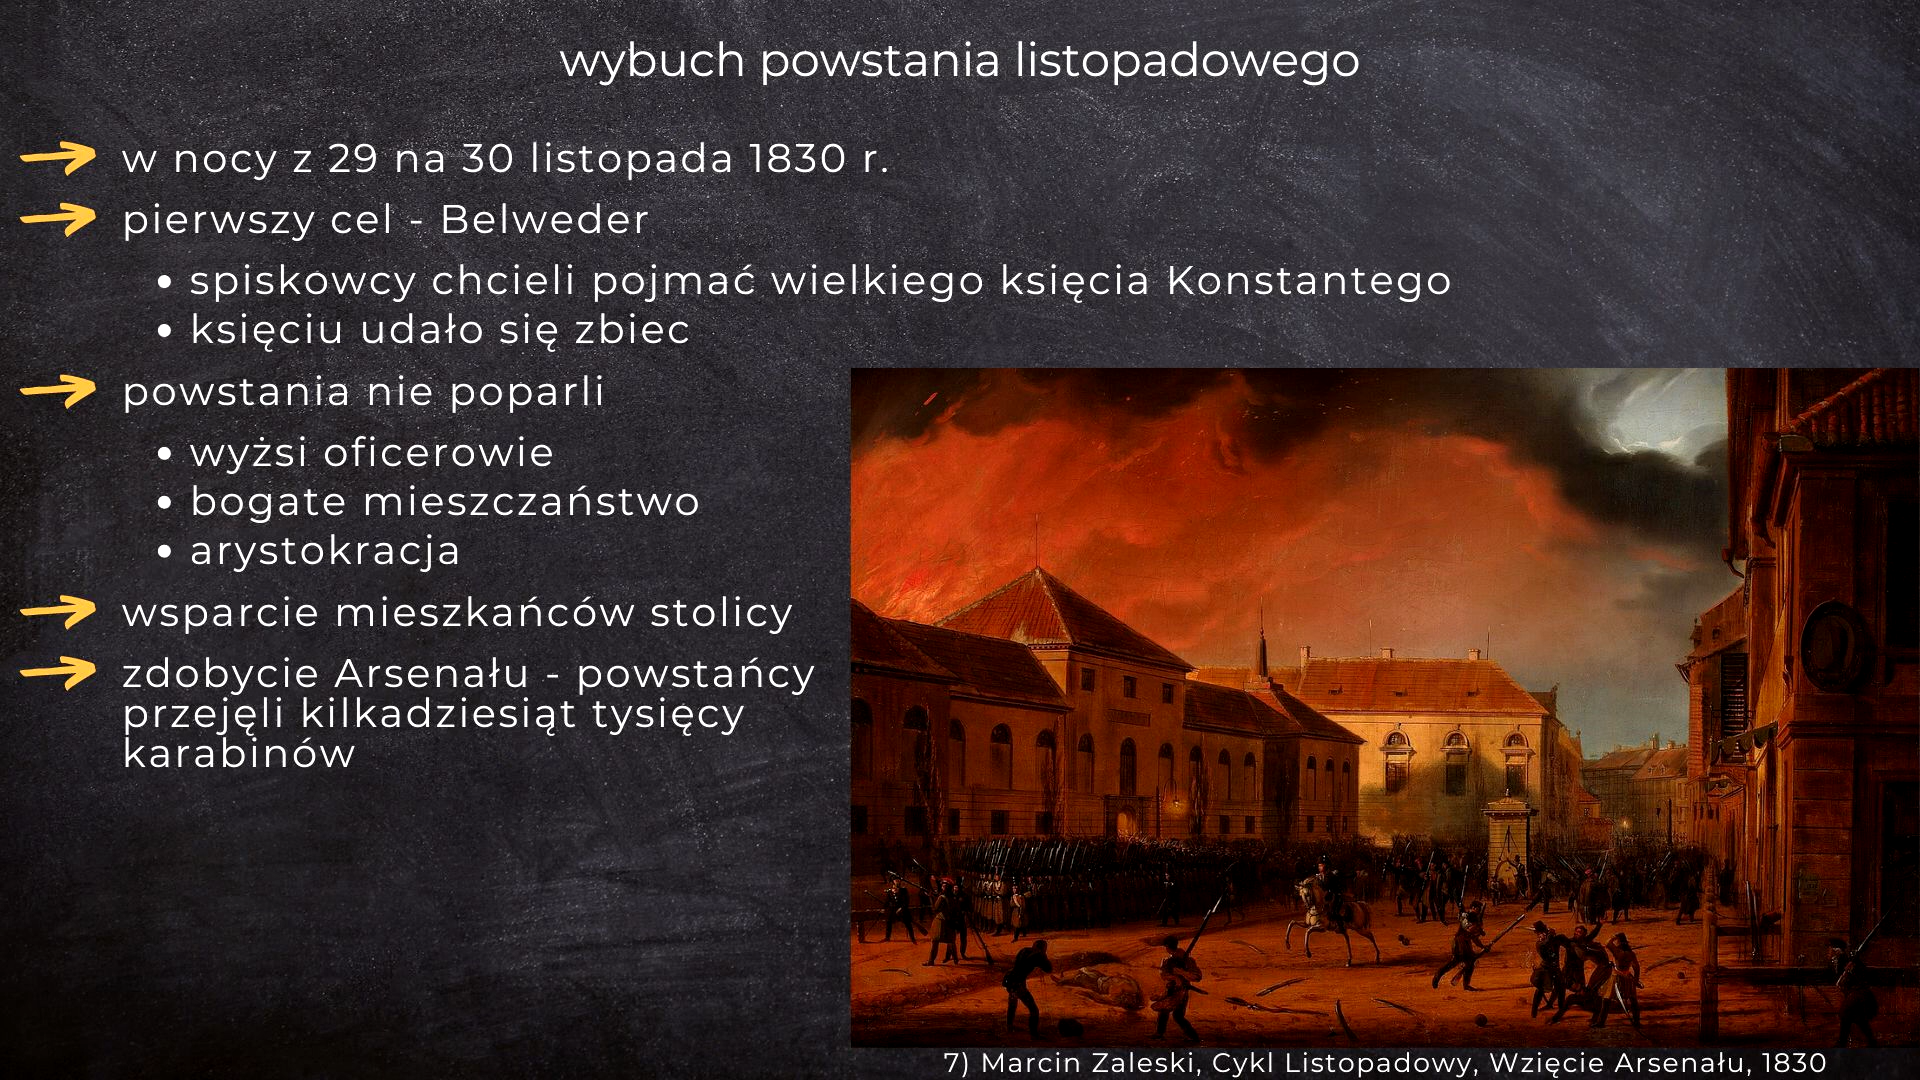 wybuch powstania listopadowego
w nocy z 29 na 30 listopada 1830 r.
pierwszy cel - Belweder
spiskowcy chcieli pojmać wielkiego księcia Konstantego
księciu udało się zbiec
powstania nie poparli
wyżsi oficerowie
bogate mieszczaństwo
arystokracja
wsparcie mieszkańców stolicy
zdobycie Arsenału - powstańcy
przejęli kilkadziesiąt tysięcy
karabinów
7) Marcin Zaleski, Cykl Listopadowy, Wzięcie Arsenału, 1830